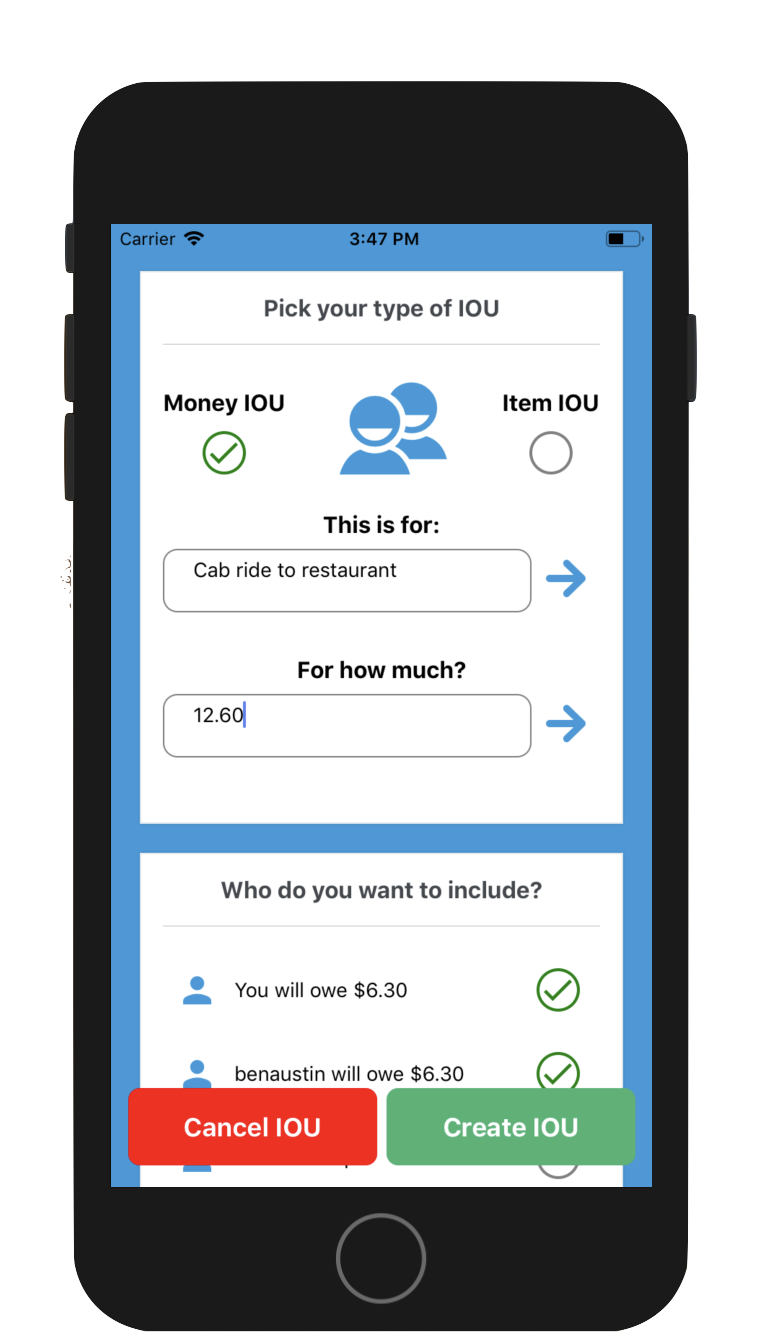 Carrier 3:47 PM
Pick your type of IOU
Money IOU Item IOU
This is for:
Cab ride to restaurant
For how much?
12.60
Who do you want to include?
You will owe $6.30
benaustin will owe $6.30
Cancel IOU Create IOU